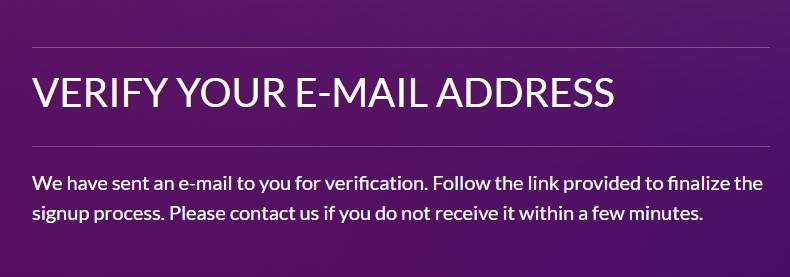 VERIFY YOUR E-MAIL ADDRESS
We have sent an e-mail to you for verification. Follow the link provided to finalize the
signup process. Please contact us if you do not receive it within a few minutes.